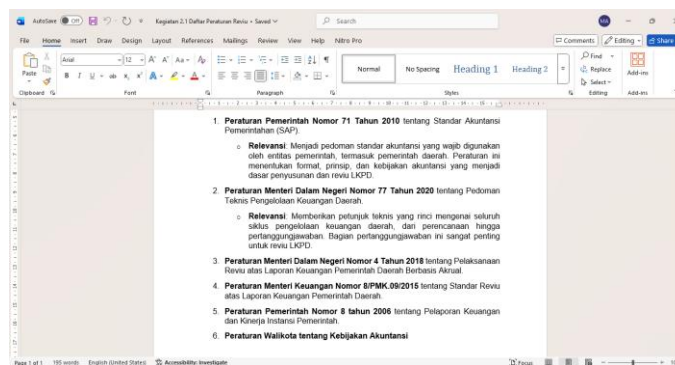 AutoSave Off Kegiatan 2.1 Daftar Peraturan Reviu • Saved Search
File Home Insert Draw Design Layout References Mailings Review View Help Nitro Pro Comments Editing Share
Paste Arial 12 A A Aa Normal No Spacing Heading 1 Heading 2 Find Replace Select Add-ins
B I U ab x x A A
Clipboard Font Paragraph Styles Editing Add-ins
1. Peraturan Pemerintah Nomor 71 Tahun 2010 tentang Standar Akuntansi
Pemerintahan (SAP).
o Relevansi: Menjadi pedoman standar akuntansi yang wajib digunakan
oleh entitas pemerintah, termasuk pemerintah daerah. Peraturan ini
menentukan format, prinsip, dan kebijakan akuntansi yang menjadi
dasar penyusunan dan reviu LKPD.
2. Peraturan Menteri Dalam Negeri Nomor 77 Tahun 2020 tentang Pedoman
Teknis Pengelolaan Keuangan Daerah.
o Relevansi: Memberikan petunjuk teknis yang rinci mengenai seluruh
siklus pengelolaan keuangan daerah, dari perencanaan hingga
pertanggungjawaban. Bagian pertanggungjawaban ini sangat penting
untuk reviu LKPD.
3. Peraturan Menteri Dalam Negeri Nomor 4 Tahun 2018 tentang Pelaksanaan
Reviu atas Laporan Keuangan Pemerintah Daerah Berbasis Akrual.
4. Peraturan Menteri Keuangan Nomor 8/PMK.09/2015 tentang Standar Reviu
atas Laporan Keuangan Pemerintah Daerah.
5. Peraturan Pemerintah Nomor 8 tahun 2006 tentang Pelaporan Keuangan
dan Kinerja Instansi Pemerintah.
6. Peraturan Walikota tentang Kebijakan Akuntansi
Page 1 of 1 195 words English (United States) Accessibility: Investigate Focus